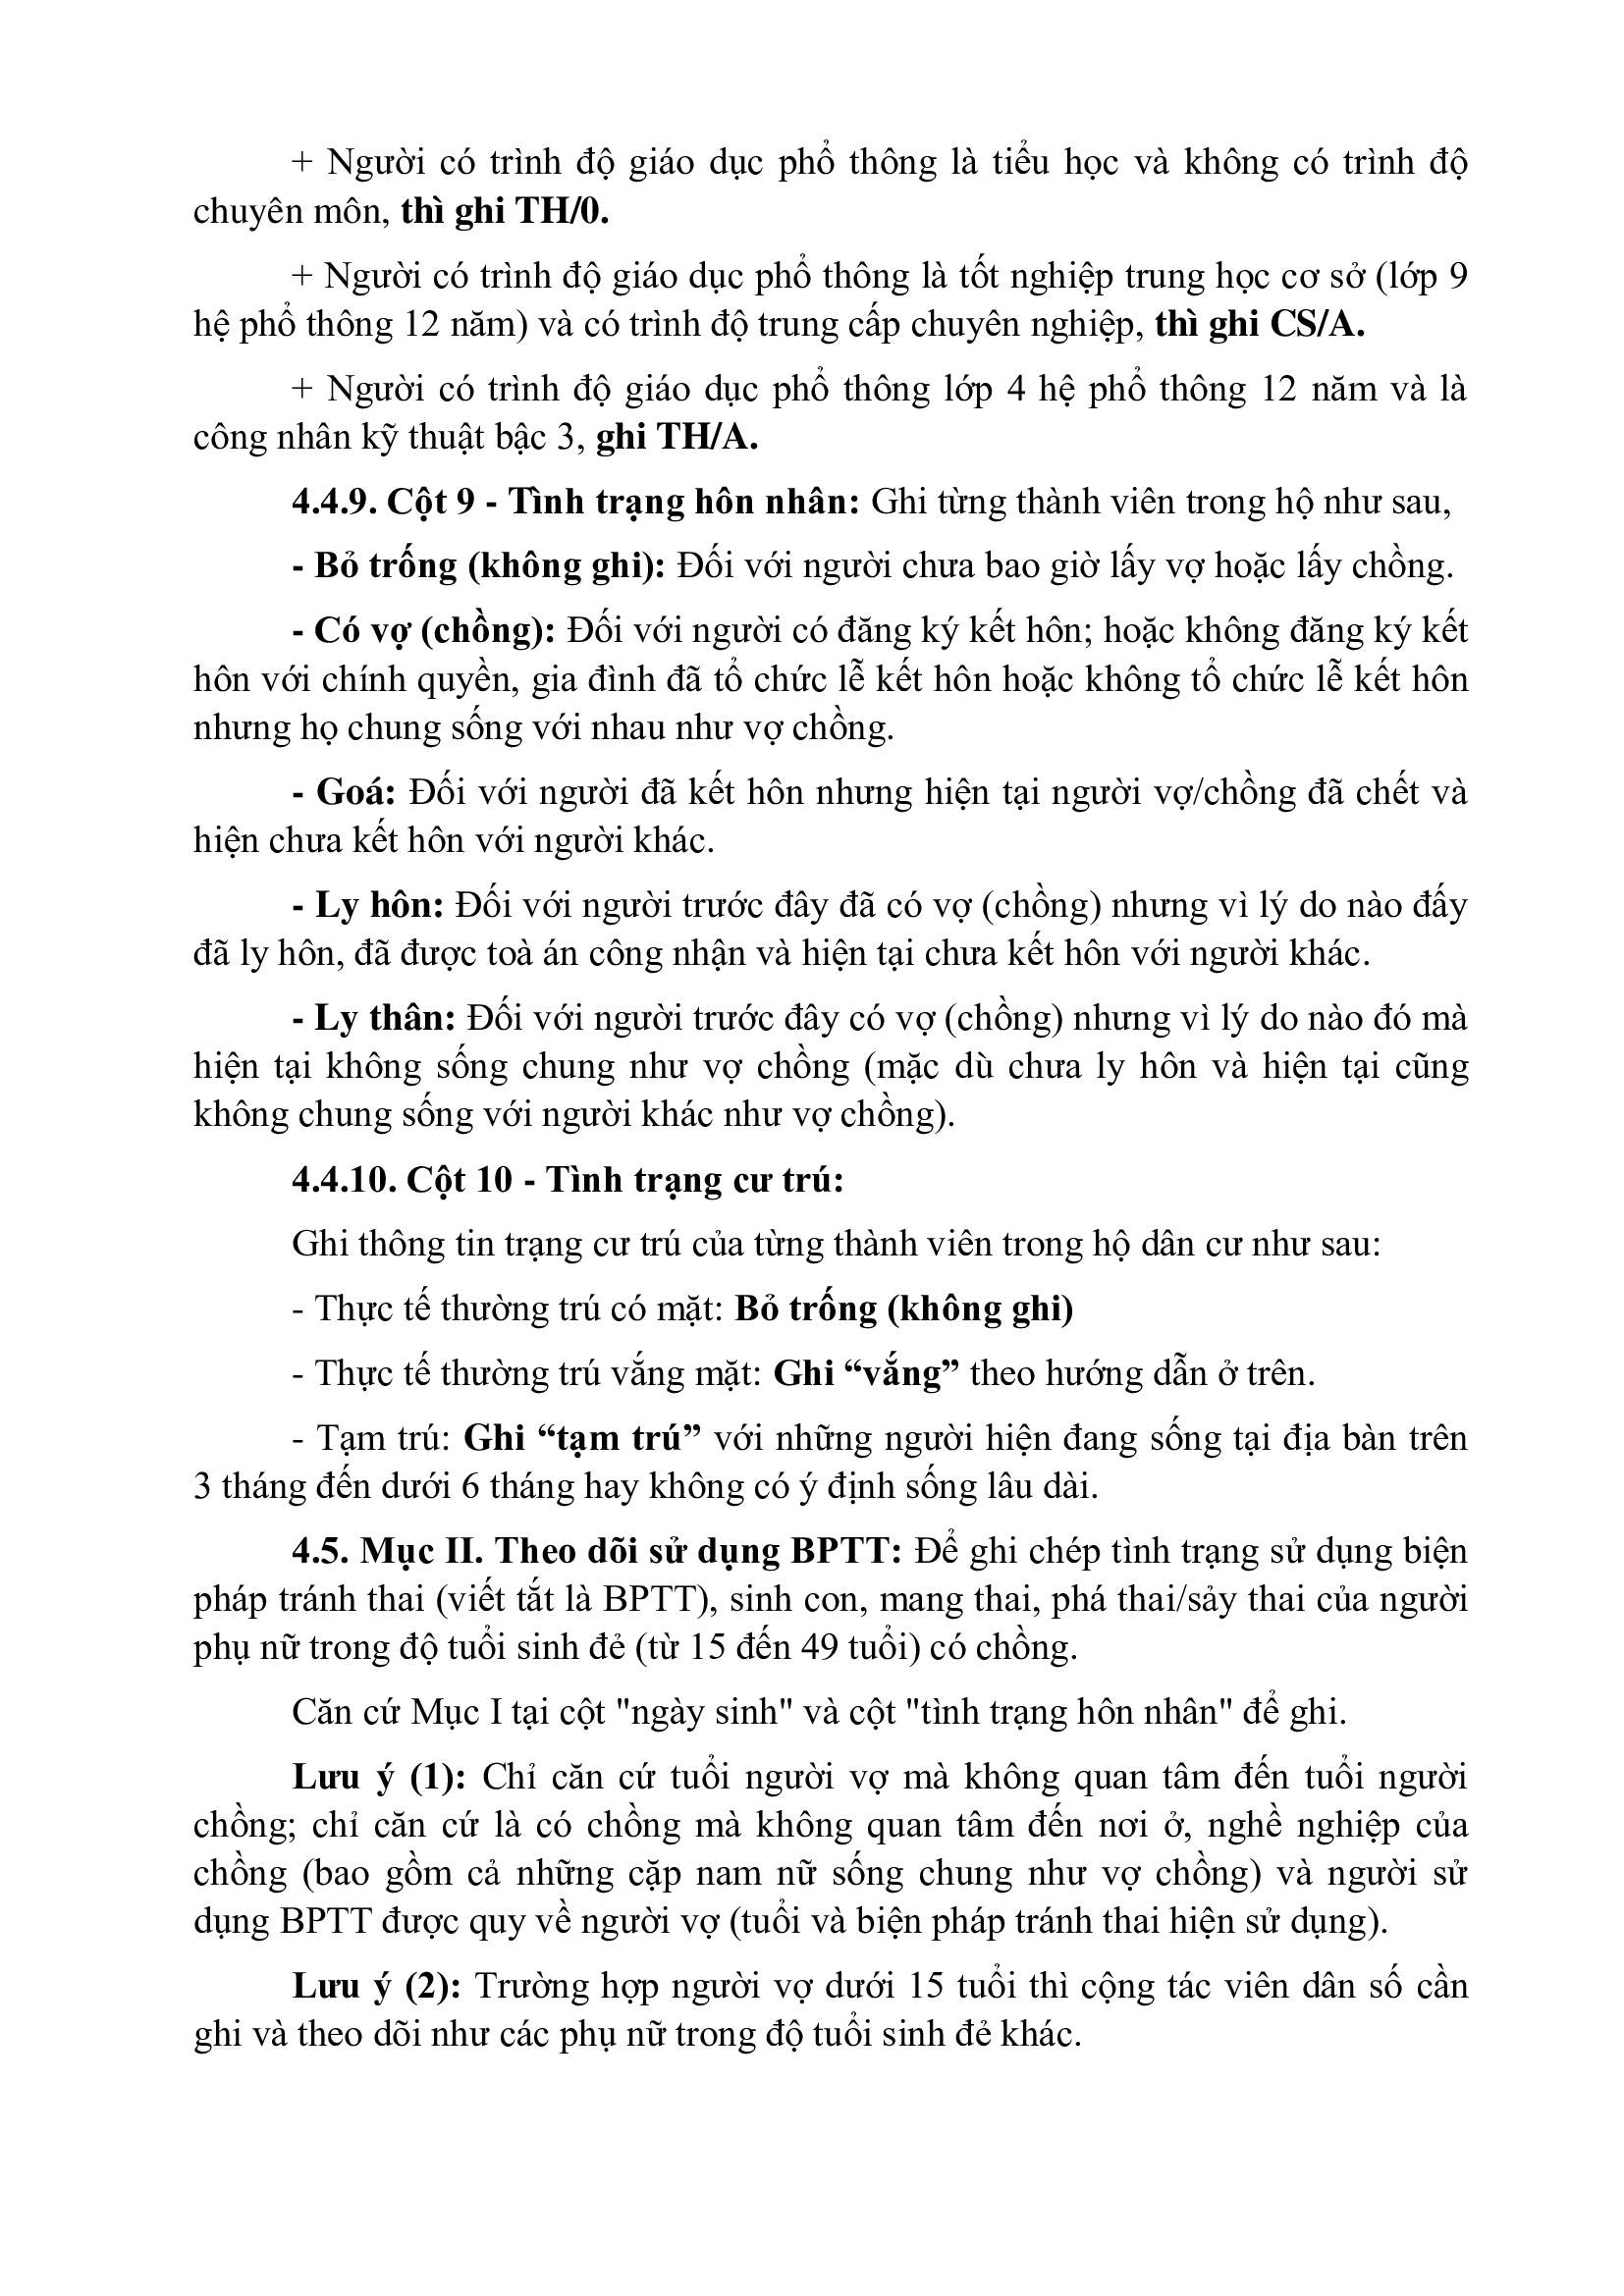 + Người có trình độ giáo dục phổ thông là tiểu học và không có trình độ
chuyên môn, thì ghi TH/0.
+ Người có trình độ giáo dục phổ thông là tốt nghiệp trung học cơ sở (lớp 9
hệ phổ thông 12 năm) và có trình độ trung cấp chuyên nghiệp, thì ghi CS/A.
+ Người có trình độ giáo dục phổ thông lớp 4 hệ phổ thông 12 năm và là
công nhân kỹ thuật bậc 3, ghi TH/A.
4.4.9. Cột 9 - Tình trạng hôn nhân: Ghi từng thành viên trong hộ như sau,
- Bỏ trống (không ghi): Đối với người chưa bao giờ lấy vợ hoặc lấy chồng.
- Có vợ (chồng): Đối với người có đăng ký kết hôn; hoặc không đăng ký kết
hôn với chính quyền, gia đình đã tổ chức lễ kết hôn hoặc không tổ chức lễ kết hôn
nhưng họ chung sống với nhau như vợ chồng.
- Goá: Đối với người đã kết hôn nhưng hiện tại người vợ/chồng đã chết và
hiện chưa kết hôn với người khác.
- Ly hôn: Đối với người trước đây đã có vợ (chồng) nhưng vì lý do nào đấy
đã ly hôn, đã được toà án công nhận và hiện tại chưa kết hôn với người khác.
- Ly thân: Đối với người trước đây có vợ (chồng) nhưng vì lý do nào đó mà
hiện tại không sống chung như vợ chồng (mặc dù chưa ly hôn và hiện tại cũng
không chung sống với người khác như vợ chồng).
4.4.10. Cột 10 - Tình trạng cư trú:
Ghi thông tin trạng cư trú của từng thành viên trong hộ dân cư như sau:
- Thực tế thường trú có mặt: Bỏ trống (không ghi)
- Thực tế thường trú vắng mặt: Ghi “vắng” theo hướng dẫn ở trên.
- Tạm trú: Ghi “tạm trú” với những người hiện đang sống tại địa bàn trên
3 tháng đến dưới 6 tháng hay không có ý định sống lâu dài.
4.5. Mục II. Theo dõi sử dụng BPTT: Để ghi chép tình trạng sử dụng biện
pháp tránh thai (viết tắt là BPTT), sinh con, mang thai, phá thai/sảy thai của người
phụ nữ trong độ tuổi sinh đẻ (từ 15 đến 49 tuổi) có chồng.
Căn cứ Mục I tại cột "ngày sinh" và cột "tình trạng hôn nhân" để ghi.
Lưu ý (1): Chỉ căn cứ tuổi người vợ mà không quan tâm đến tuổi người
chồng; chỉ căn cứ là có chồng mà không quan tâm đến nơi ở, nghề nghiệp của
chồng (bao gồm cả những cặp nam nữ sống chung như vợ chồng) và người sử
dụng BPTT được quy về người vợ (tuổi và biện pháp tránh thai hiện sử dụng).
Lưu ý (2): Trường hợp người vợ dưới 15 tuổi thì cộng tác viên dân số cần
ghi và theo dõi như các phụ nữ trong độ tuổi sinh đẻ khác.